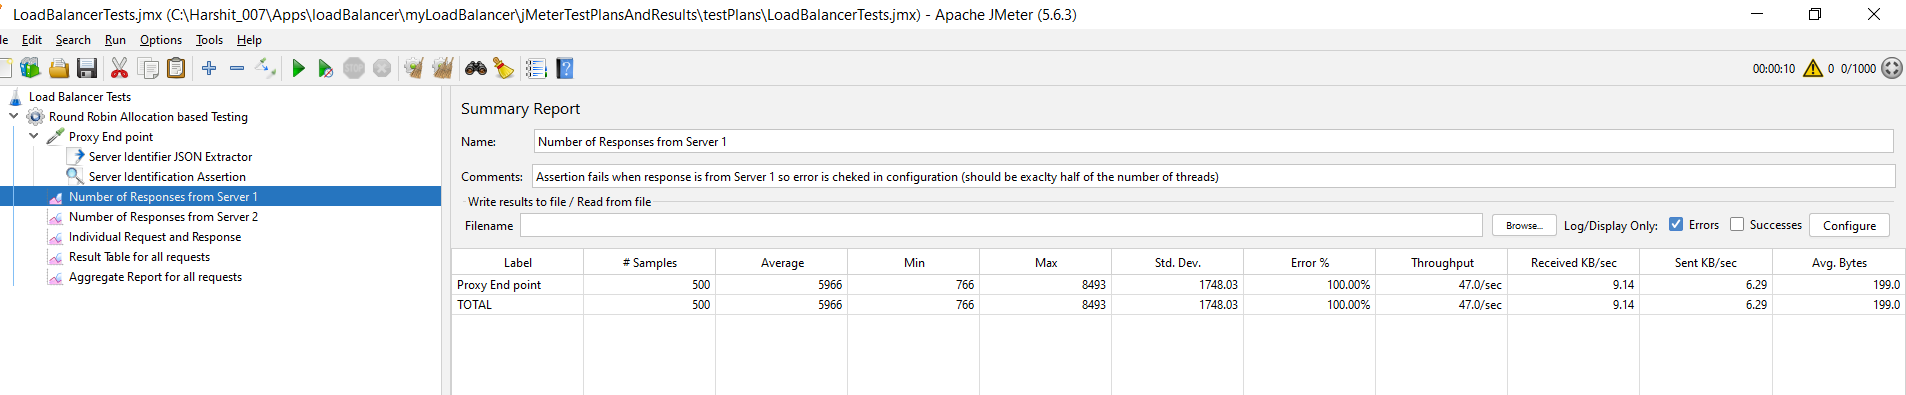 LoadBalancerTests.jmx (C:\Harshit_007\Apps\loadBalancer\myLoadBalancer\jMeterTestPlansAndResults\testPlans\LoadBalancerTests.jmx) - Apache JMeter (5.6.3)
le Edit Search Run Options Tools Help
STOP 00:00:10 0 0/1000
Load Balancer Tests
Round Robin Allocation based Testing
Proxy End point
Server Identifier JSON Extractor
Server Identification Assertion
Number of Responses from Server 1
Number of Responses from Server 2
Individual Request and Response
Result Table for all requests
Aggregate Report for all requests
Summary Report
Name: Number of Responses from Server 1
Comments: Assertion fails when response is from Server 1 so error is cheked in configuration (should be exaclty half of the number of threads)
Write results to file / Read from file
Filename Browse... Log/Display Only: Errors Successes Configure
Label # Samples Average Min Max Std. Dev. Error % Throughput Received KB/sec Sent KB/sec Avg. Bytes
Proxy End point 500 5966 766 8493 1748.03 100.00% 47.0/sec 9.14 6.29 199.0
TOTAL 500 5966 766 8493 1748.03 100.00% 47.0/sec 9.14 6.29 199.0